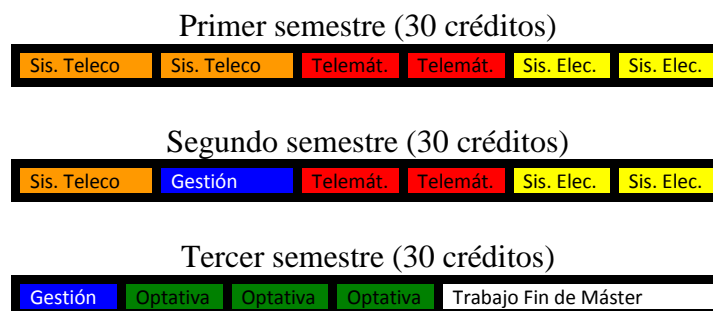 Primer semestre (30 créditos)
Sis. Teleco Sis. Teleco Telemát. Telemát. Sis. Elec. Sis. Elec.
Segundo semestre (30 créditos)
Sis. Teleco Gestión Telemát. Telemát. Sis. Elec. Sis. Elec.
Tercer semestre (30 créditos)
Gestión Optativa Optativa Optativa Trabajo Fin de Máster